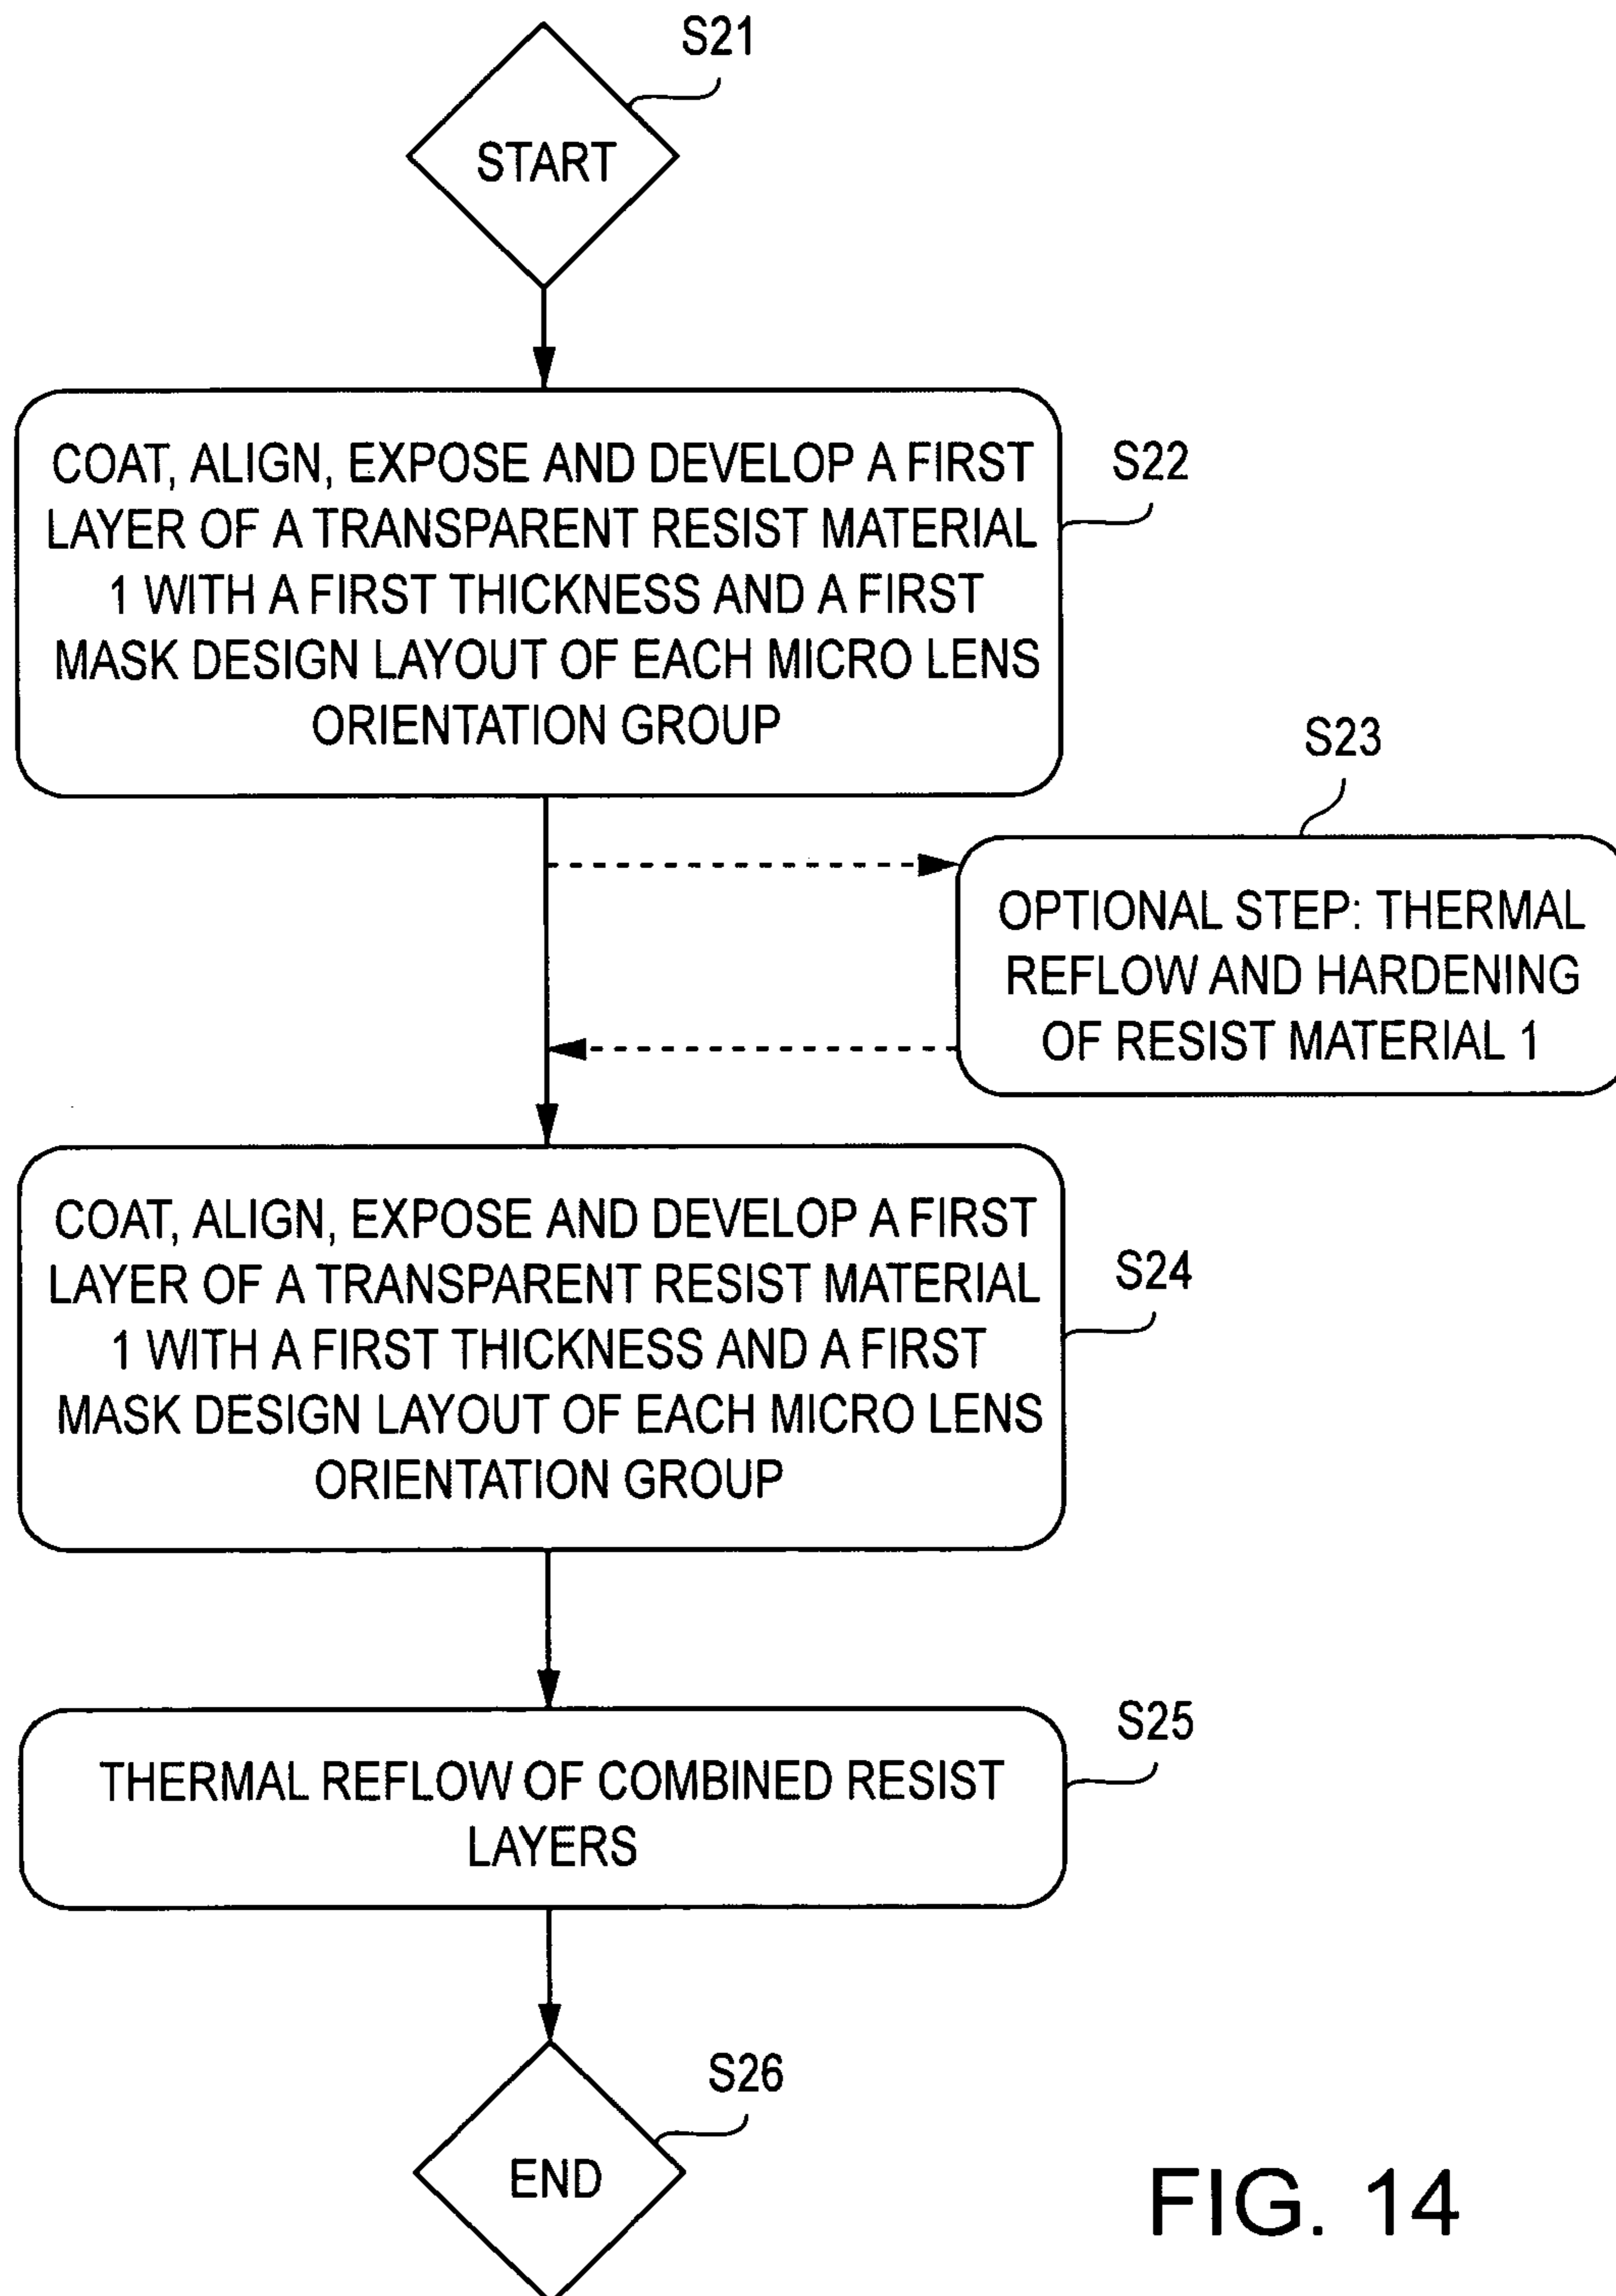 S21
START
COAT, ALIGN, EXPOSE AND DEVELOP A FIRST
LAYER OF A TRANSPARENT RESIST MATERIAL
1 WITH A FIRST THICKNESS AND A FIRST
MASK DESIGN LAYOUT OF EACH MICRO LENS
ORIENTATION GROUP
S22
S23
OPTIONAL STEP: THERMAL
REFLOW AND HARDENING
OF RESIST MATERIAL 1
COAT, ALIGN, EXPOSE AND DEVELOP A FIRST
LAYER OF A TRANSPARENT RESIST MATERIAL
1 WITH A FIRST THICKNESS AND A FIRST
MASK DESIGN LAYOUT OF EACH MICRO LENS
ORIENTATION GROUP
S24
THERMAL REFLOW OF COMBINED RESIST
LAYERS
S25
S26
END
FIG. 14